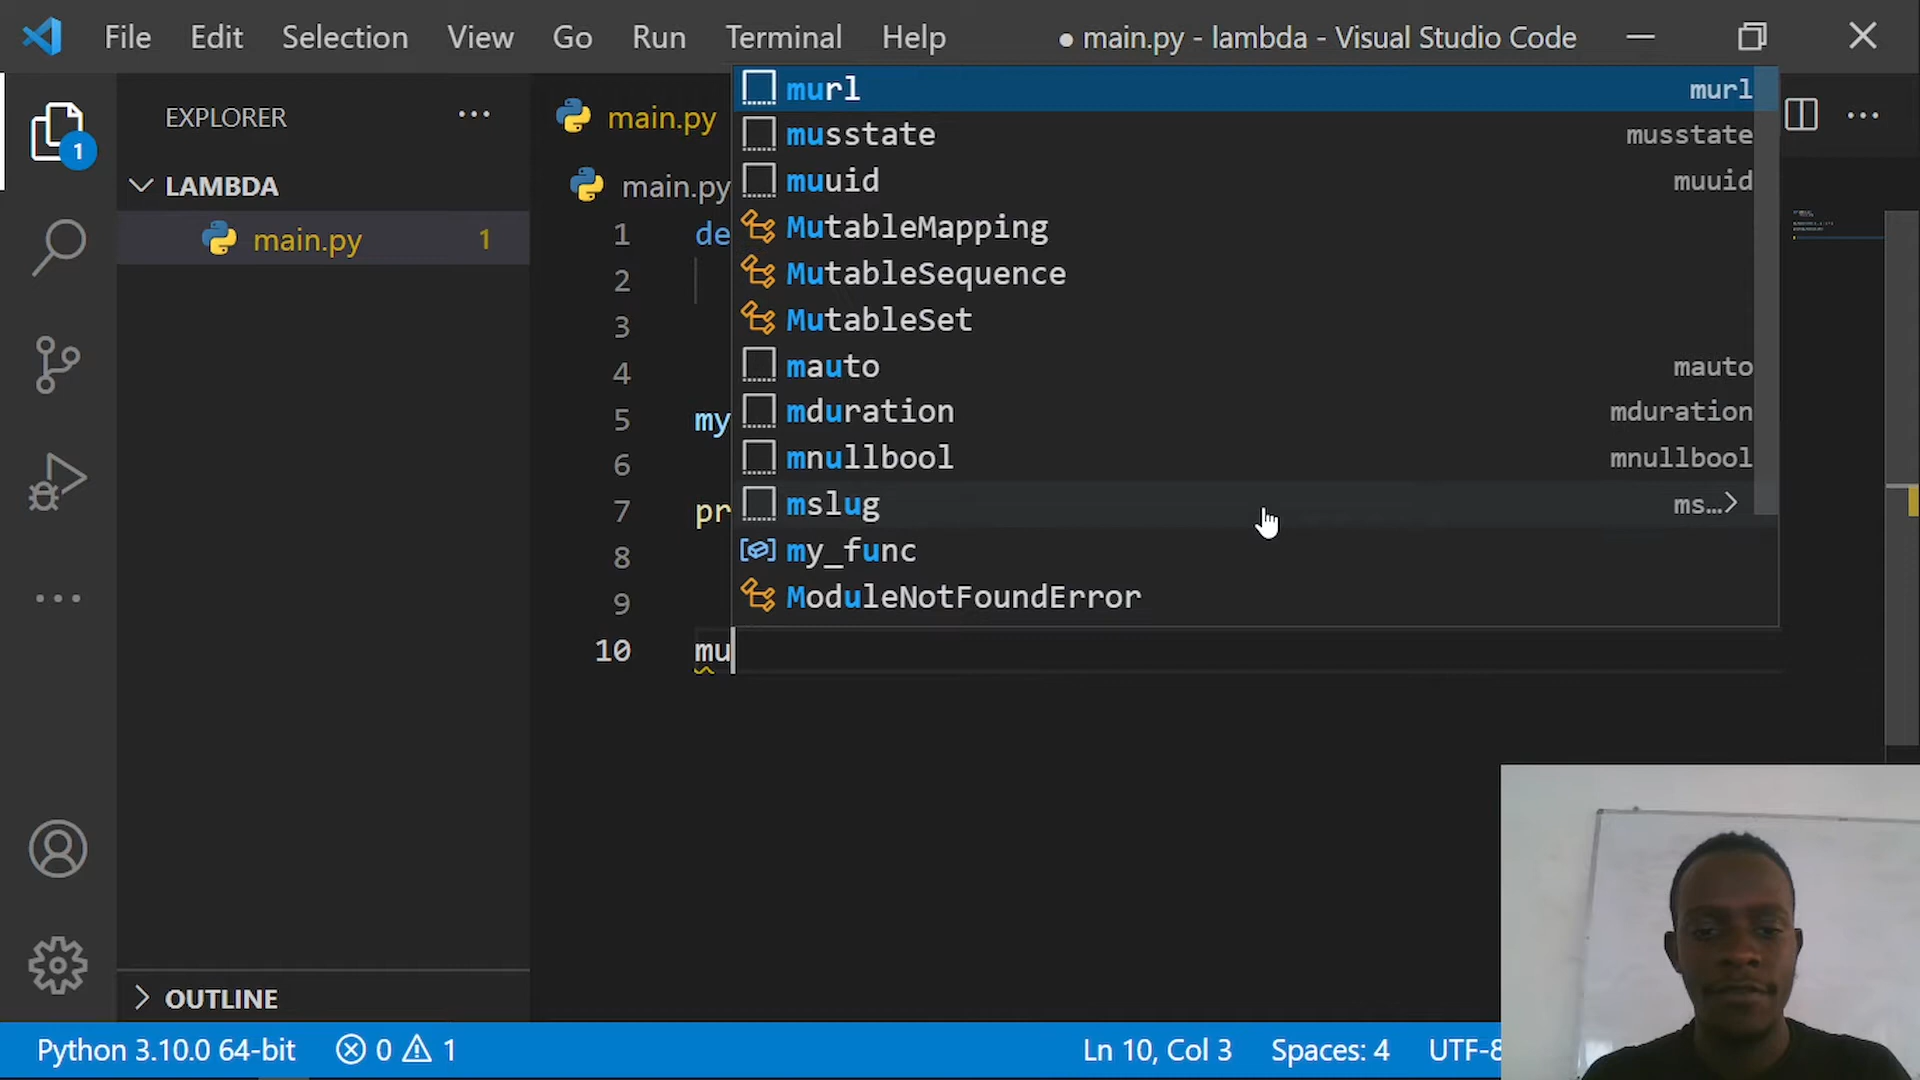 File Edit Selection View Go Run Terminal Help ● main.py - lambda - Visual Studio Code
EXPLORER ···
1
LAMBDA
main.py 1
main.py
main.py
murl murl
musstate musstate
muuid muuid
MutableMapping
MutableSequence
MutableSet
mauto mauto
mduration mduration
mnullbool mnullbool
mslug ms...
my_func
ModuleNotFoundError
1 de
2
3
4
5 my
6
7 pr
8
9
10 mu
OUTLINE
Python 3.10.0 64-bit 0 1 Ln 10, Col 3 Spaces: 4 UTF-8